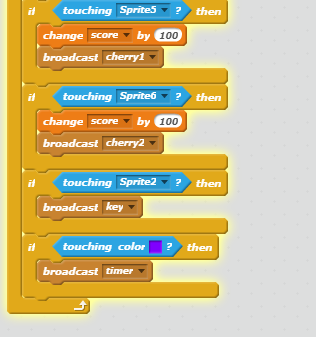 if touching Sprite5 ? then
change score by 100
broadcast cherry1
if touching Sprite6 ? then
change score by 100
broadcast cherry2
if touching Sprite2 ? then
broadcast key
if touching color ? then
broadcast timer